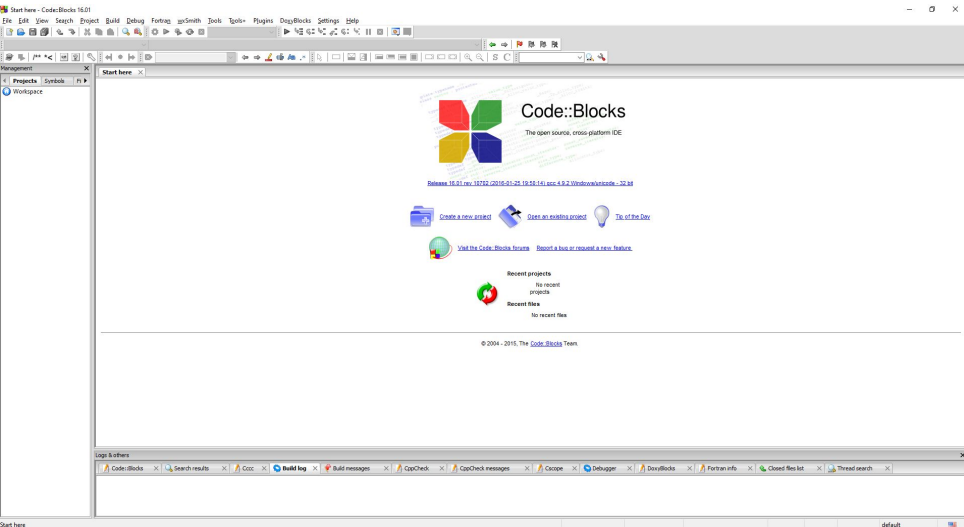 Start here - Code::Blocks 16.01
File Edit View Search Project Build Debug Fortran wxSmith Tools Tools+ Plugins DoxyBlocks Settings Help
Management
Projects Symbols
Workspace
Start here
Code::Blocks
The open source, cross-platform IDE
Release 16.01 rev 10702 (2016-01-25 19:50:14) gcc 4.9.2 Windows/unicode - 32 bit
Create a new project Open an existing project Tip of the Day
Visit the Code::Blocks forums Report a bug or request a new feature
Recent projects
No recent
projects
Recent files
No recent files
© 2004 - 2015, The Code::Blocks Team.
Logs & others
Code::Blocks Search results Cccc Build log Build messages CppCheck CppCheck messages Cscope Debugger DoxyBlocks Fortran info Closed files list Thread search
Start here default